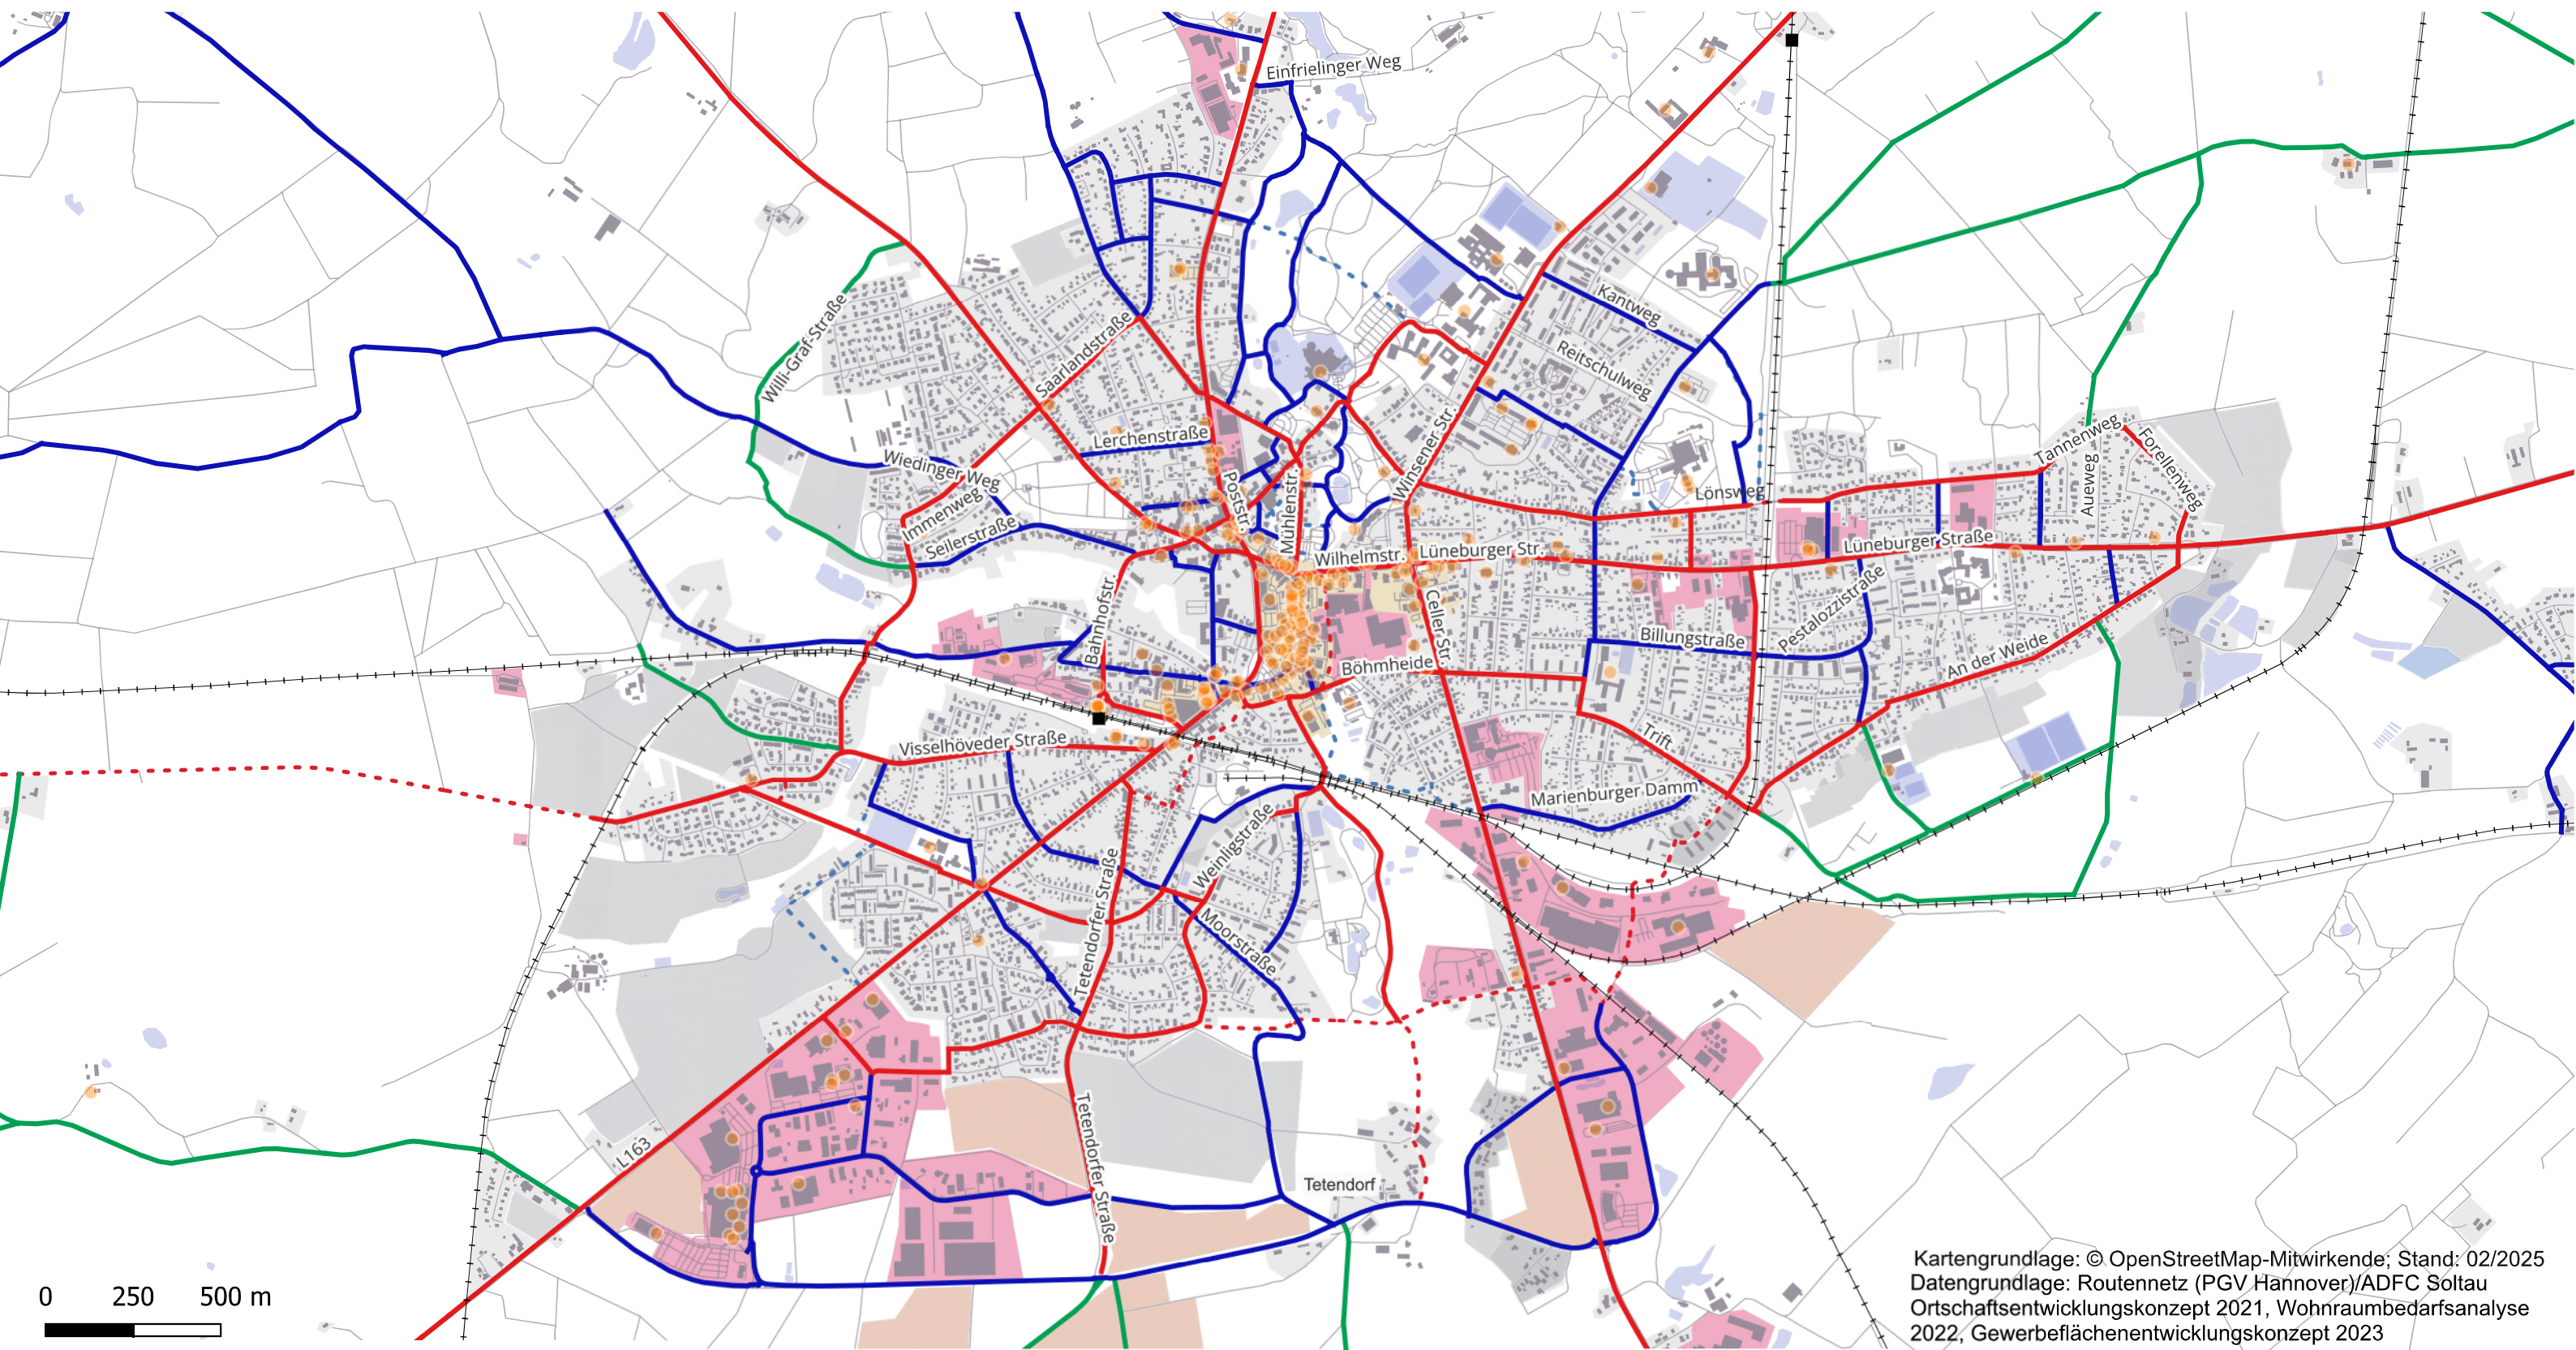 Einfrielinger Weg
Kantweg
Willi-Graf-Straße
Saarlandstraße
Reitschulweg
Lerchenstraße
Winsener Str.
Tannenweg
Forellenweg
Aueweg
Wiedinger Weg
Immenweg
Seilerstraße
Poststr.
Mühlenstr.
Lönsweg
Wilhelmstr.
Lüneburger Str.
Lüneburger Straße
Bahnhofstr.
Celler Str.
Pestalozzistraße
Billungstraße
An der Weide
Böhmheide
Visselhöveder Straße
Trift
Marienburger Damm
Weinligstraße
Tetendorfer Straße
Moorstraße
L163
Tetendorfer Straße
Tetendorf
0 250 500 m
Kartengrundlage: © OpenStreetMap-Mitwirkende; Stand: 02/2025
Datengrundlage: Routennetz (PGV Hannover)/ADFC Soltau
Ortschaftsentwicklungskonzept 2021, Wohnraumbedarfsanalyse
2022, Gewerbeflächenentwicklungskonzept 2023